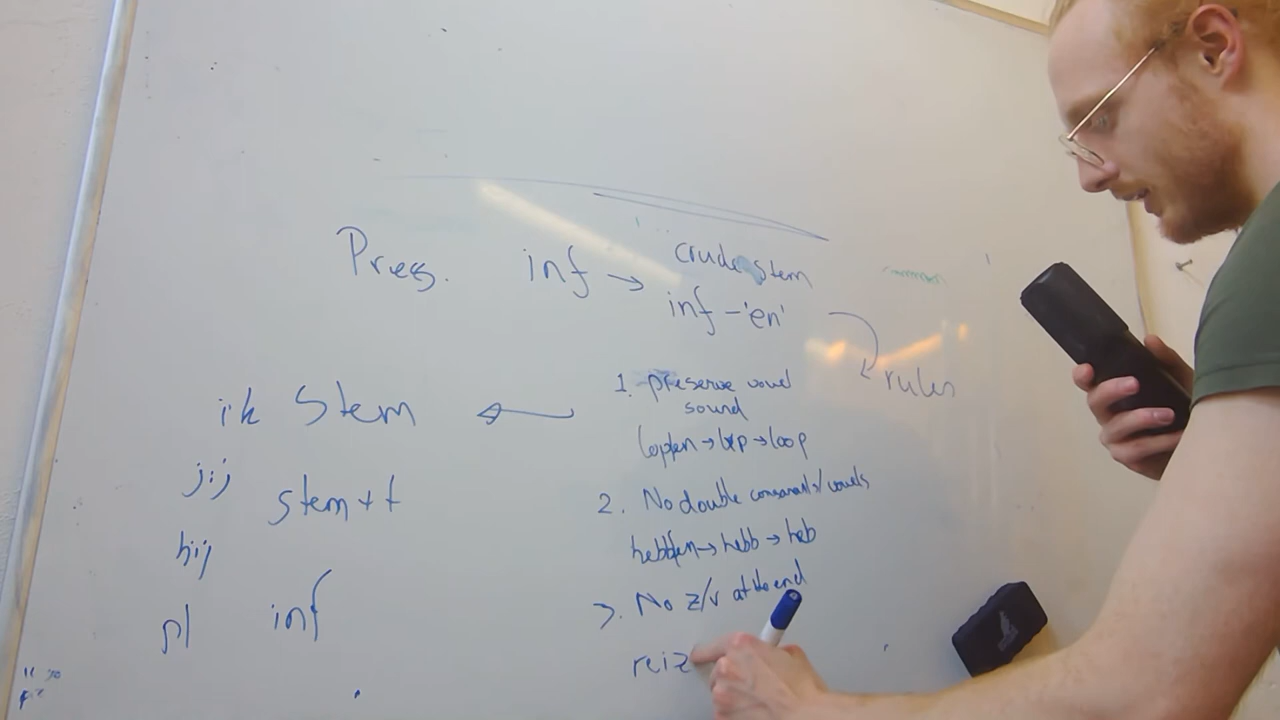 Pres. inf → crude stem
inf - 'en'
rules
1. preserve vowel
sound
lopen → lop → loop
2. No double consonants/vowels
hebben → hebb → heb
3. No z/v at the end
reiz
ik stem ←
jij
stem + t
hij
pl inf